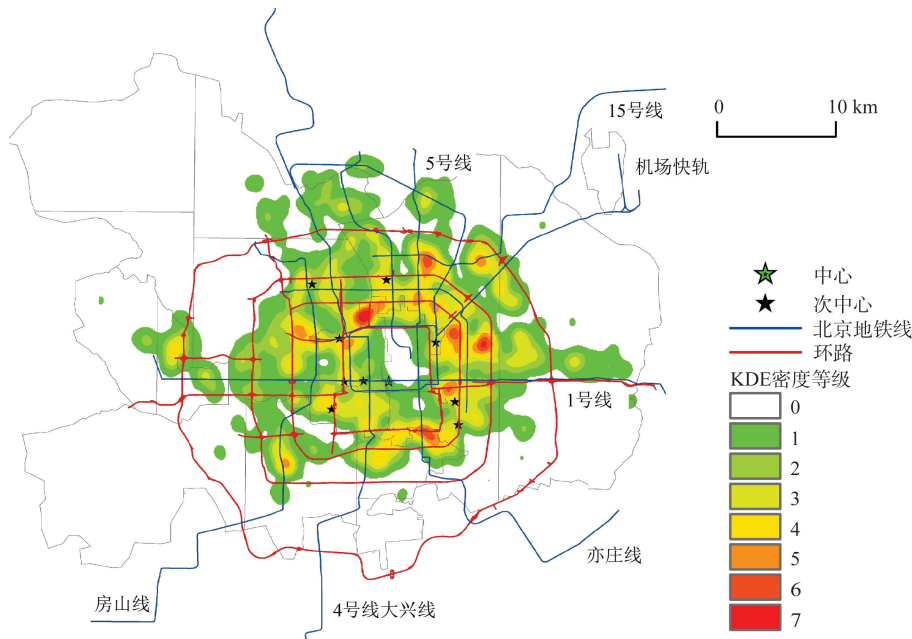 15号线
0 10 km
5号线
机场快轨
中心
次中心
北京地铁线
环路
KDE密度等级
1号线
0
1
2
3
4
5
6
7
亦庄线
房山线
4号线大兴线